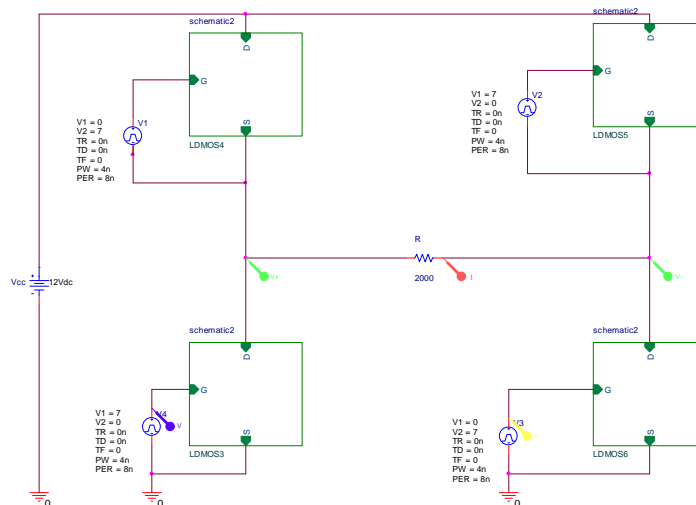 schematic2
D
G
S
LDMOS4
V1
V1 = 0
V2 = 7
TR = 0n
TD = 0n
TF = 0
PW = 4n
PER = 8n
schematic2
D
G
S
LDMOS5
V2
V1 = 7
V2 = 0
TR = 0n
TD = 0n
TF = 0
PW = 4n
PER = 8n
R
2000
V+
I
V-
Vcc
12Vdc
0
schematic2
D
G
S
LDMOS3
V4
V
V1 = 7
V2 = 0
TR = 0n
TD = 0n
TF = 0
PW = 4n
PER = 8n
0
schematic2
D
G
S
LDMOS6
V3
V1 = 0
V2 = 7
TR = 0n
TD = 0n
TF = 0
PW = 4n
PER = 8n
0